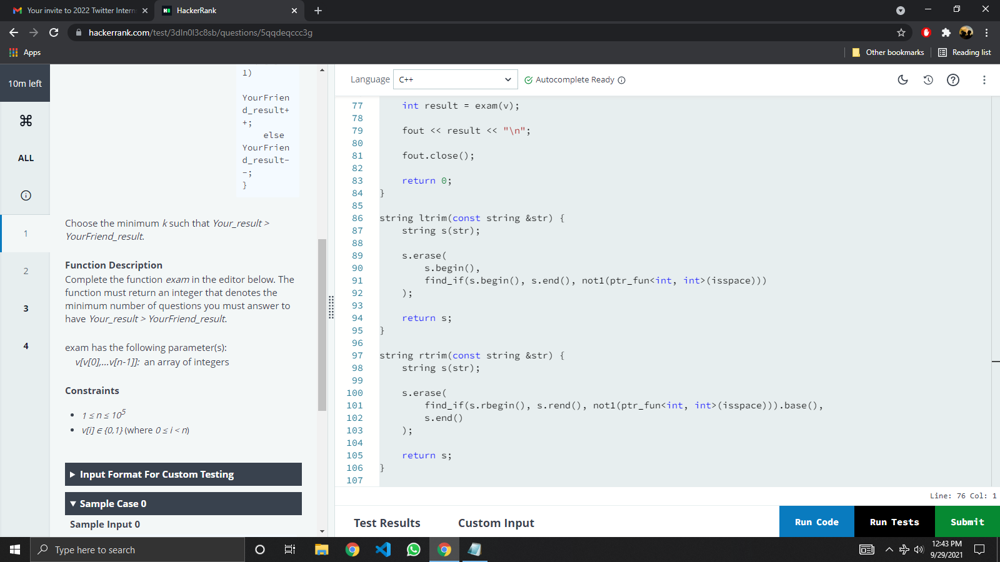 Your invite to 2022 Twitter Intern
HackerRank
hackerrank.com/test/3dln0l3c8sb/questions/5qqdeqccc3g
Apps
Other bookmarks
Reading list
10m left
ALL
1
2
3
4
1)
YourFrien
d_result+
+;
else
YourFrien
d_result-
-;
}
Choose the minimum k such that Your_result >
YourFriend_result.
Function Description
Complete the function exam in the editor below. The
function must return an integer that denotes the
minimum number of questions you must answer to
have Your_result > YourFriend_result.
exam has the following parameter(s):
v[v[0],...v[n-1]]: an array of integers
Constraints
1 ≤ n ≤ 10^5
v[i] ∈ {0,1} (where 0 ≤ i < n)
Input Format For Custom Testing
Sample Case 0
Sample Input 0
Language C++ Autocomplete Ready
77 int result = exam(v);
78
79 fout << result << "\n";
80
81 fout.close();
82
83 return 0;
84 }
85
86 string ltrim(const string &str) {
87 string s(str);
88
89 s.erase(
90 s.begin(),
91 find_if(s.begin(), s.end(), not1(ptr_fun<int, int>(isspace)))
92 );
93
94 return s;
95 }
96
97 string rtrim(const string &str) {
98 string s(str);
99
100 s.erase(
101 find_if(s.rbegin(), s.rend(), not1(ptr_fun<int, int>(isspace))).base(),
102 s.end()
103 );
104
105 return s;
106 }
107
Line: 76 Col: 1
Test Results
Custom Input
Run Code
Run Tests
Submit
Type here to search
12:43 PM
9/29/2021